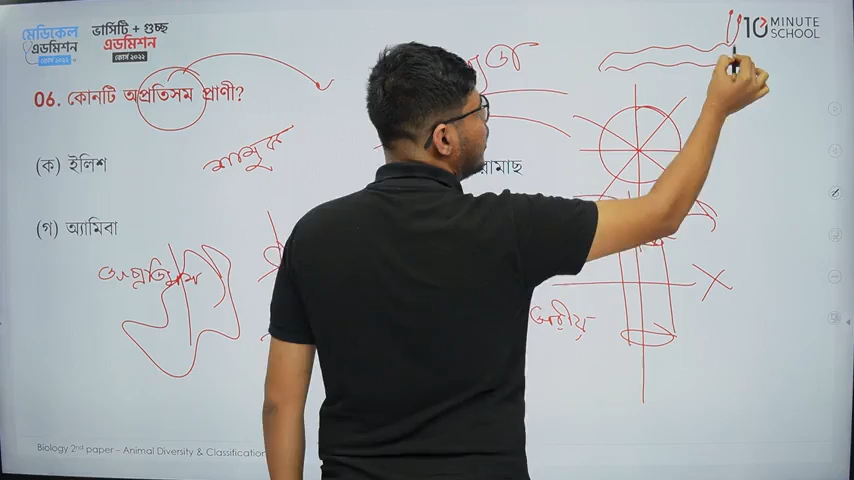 মেডিকেল
এডমিশন
কোর্স ২০২২
ভার্সিটি + গুচ্ছ
এডমিশন
কোর্স ২০২২
10 MINUTE
SCHOOL
06. কোনটি অপ্রতিসম প্রাণী?
শামুক
(ক) ইলিশ
রামাছ
(গ) অ্যামিবা
অপ্রতিসাম্য
অরীয়
Biology 2nd paper – Animal Diversity & Classification